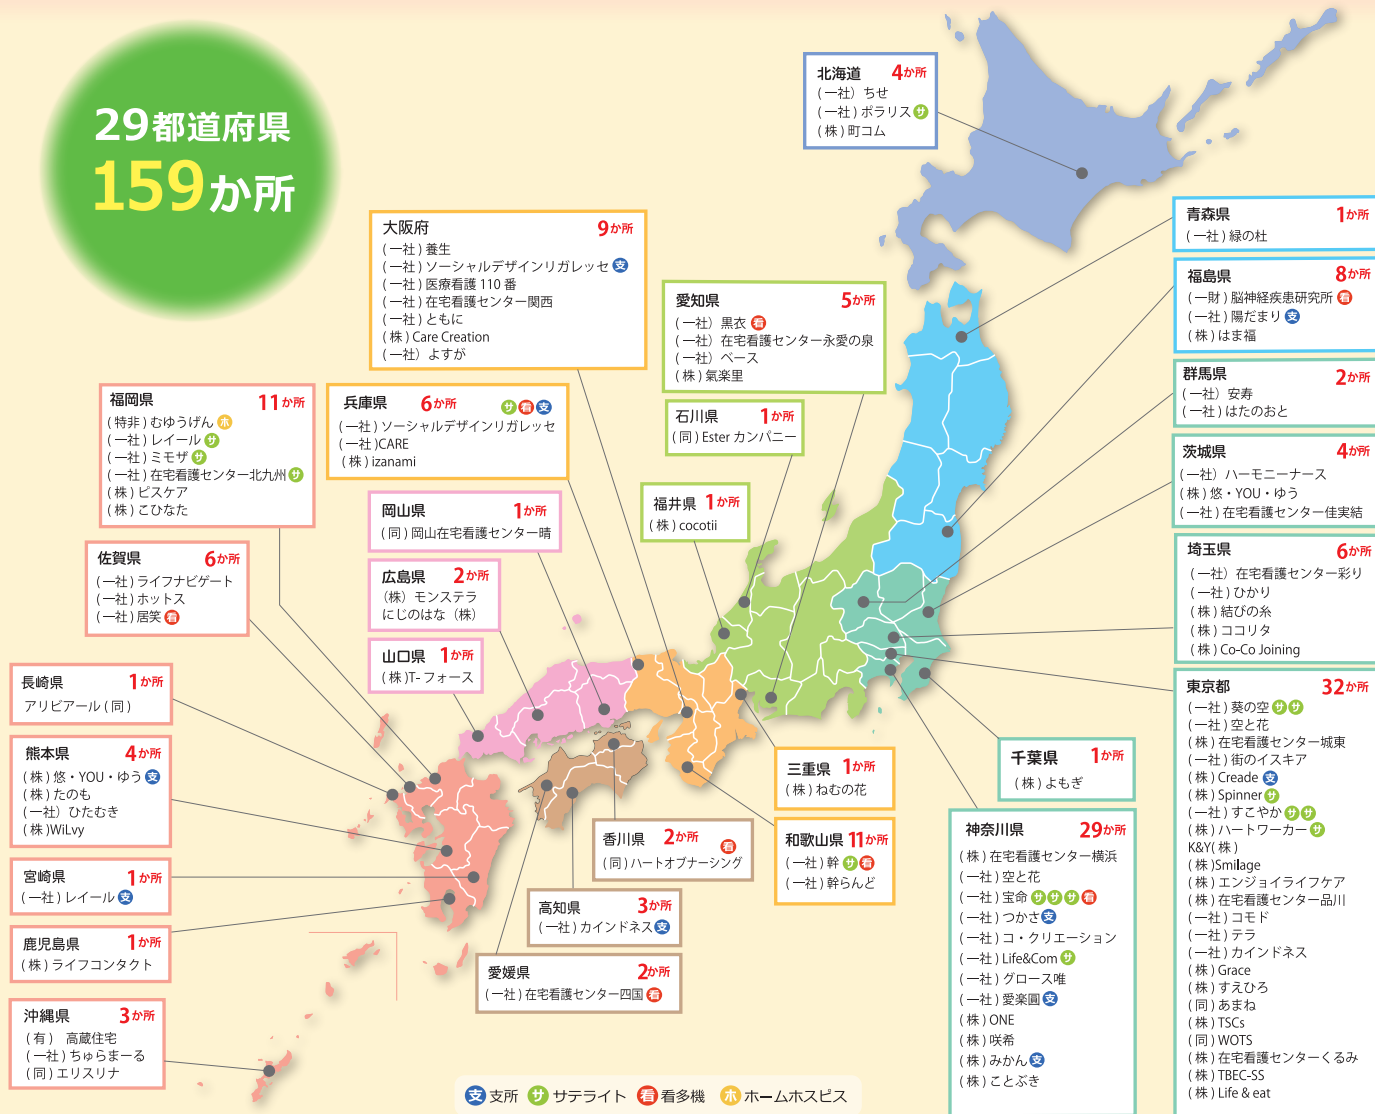 29都道府県
159か所
北海道 4か所
(一社) ちせ
(一社) ポラリス サ
(株) 町コム
青森県 1か所
(一社) 緑の杜
福島県 8か所
(一財) 脳神経疾患研究所 看
(一社) 陽だまり 支
(株) はま福
群馬県 2か所
(一社) 安寿
(一社) はたのおと
茨城県 4か所
(一社) ハーモニーナース
(株) 悠・YOU・ゆう
(一社) 在宅看護センター佳実結
埼玉県 6か所
(一社) 在宅看護センター彩り
(一社) ひかり
(株) 結びの糸
(株) ココリタ
(株) Co-Co Joining
東京都 32か所
(一社) 葵の空 サ サ
(一社) 空と花
(株) 在宅看護センター城東
(一社) 街のイスキア
(株) Creade 支
(株) Spinner サ
(一社) すこやか サ サ
(株) ハートワーカー サ
K&Y(株)
(株)Smilage
(株) エンジョイライフケア
(株) 在宅看護センター品川
(一社) コモド
(一社) テラ
(一社) カインドネス
(株) Grace
(株) すえひろ
(同) あまね
(株) TSCs
(同) WOTS
(株) 在宅看護センターくるみ
(株) TBEC-SS
(株) Life & eat
千葉県 1か所
(株) よもぎ
神奈川県 29か所
(株) 在宅看護センター横浜
(一社) 空と花
(一社) 宝命 サ サ サ 看
(一社) つかさ 支
(一社) コ・クリエーション
(一社) Life&Com サ
(一社) グロース唯
(一社) 愛楽園 支
(株) ONE
(株) 咲希
(株) みかん 支
(株) ことぶき
大阪府 9か所
(一社) 養生
(一社) ソーシャルデザインリガレッセ 支
(一社) 医療看護 110 番
(一社) 在宅看護センター関西
(一社) ともに
(株) Care Creation
(一社) よすが
愛知県 5か所
(一社) 黒衣 看
(一社) 在宅看護センター永愛の泉
(一社) ベース
(株) 氣楽里
石川県 1か所
(同) Ester カンパニー
福井県 1か所
(株) cocotii
兵庫県 6か所 サ 看 支
(一社) ソーシャルデザインリガレッセ
(一社)CARE
(株) izanami
岡山県 1か所
(同) 岡山在宅看護センター晴
広島県 2か所
(株) モンステラ
にじのはな (株)
山口県 1か所
(株)T-フォース
福岡県 11か所
(特非) むゆうげん ホ
(一社) レイール サ
(一社) ミモザ サ
(一社) 在宅看護センター北九州 サ
(株) ピスケア
(株) こひなた
佐賀県 6か所
(一社) ライフナビゲート
(一社) ホットス
(一社) 居笑 看
長崎県 1か所
アリビアール (同)
熊本県 4か所
(株) 悠・YOU・ゆう 支
(株) たのも
(一社) ひたむき
(株)WiLvy
宮崎県 1か所
(一社) レイール 支
鹿児島県 1か所
(株) ライフコンタクト
沖縄県 3か所
(有) 高蔵住宅
(一社) ちゅらまーる
(同) エリスリナ
三重県 1か所
(株) ねむの花
和歌山県 11か所
(一社) 幹 サ 看
(一社) 幹らんど
香川県 2か所 看
(同) ハートオブナーシング
高知県 3か所
(一社) カインドネス 支
愛媛県 2か所
(一社) 在宅看護センター四国 看
支 支所 サ サテライト 看 看多機 ホ ホームホスピス